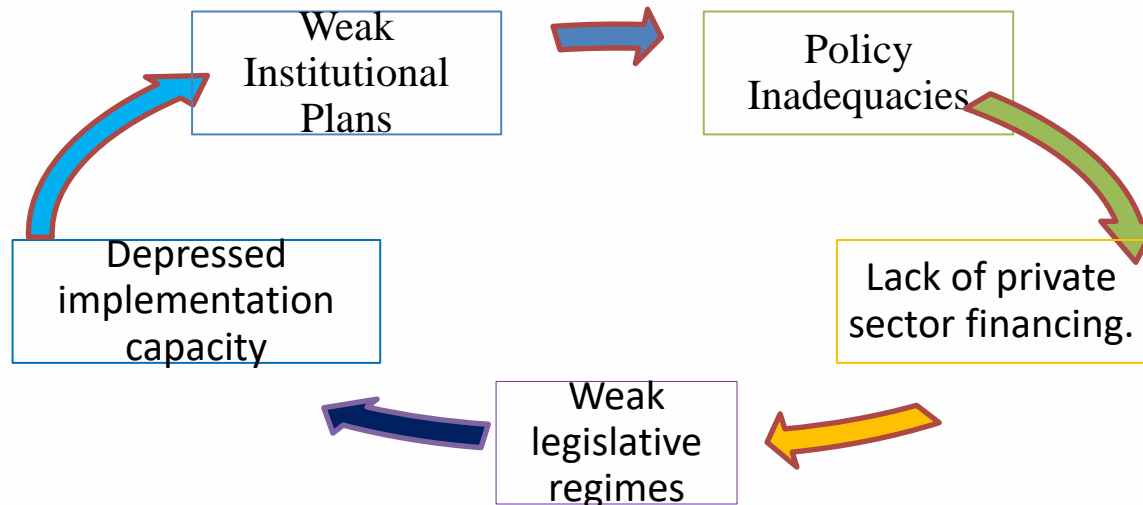 Weak
Institutional
Plans
Policy
Inadequacies
Lack of private
sector financing.
Weak
legislative
regimes
Depressed
implementation
capacity